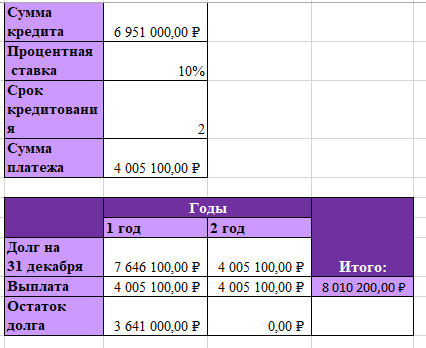 Сумма
кредита 6 951 000,00 ₽
Процентная
ставка 10%
Срок
кредитовани
я 2
Сумма
платежа 4 005 100,00 ₽
Годы
1 год 2 год
Долг на
31 декабря 7 646 100,00 ₽ 4 005 100,00 ₽ Итого:
Выплата 4 005 100,00 ₽ 4 005 100,00 ₽ 8 010 200,00 ₽
Остаток
долга 3 641 000,00 ₽ 0,00 ₽